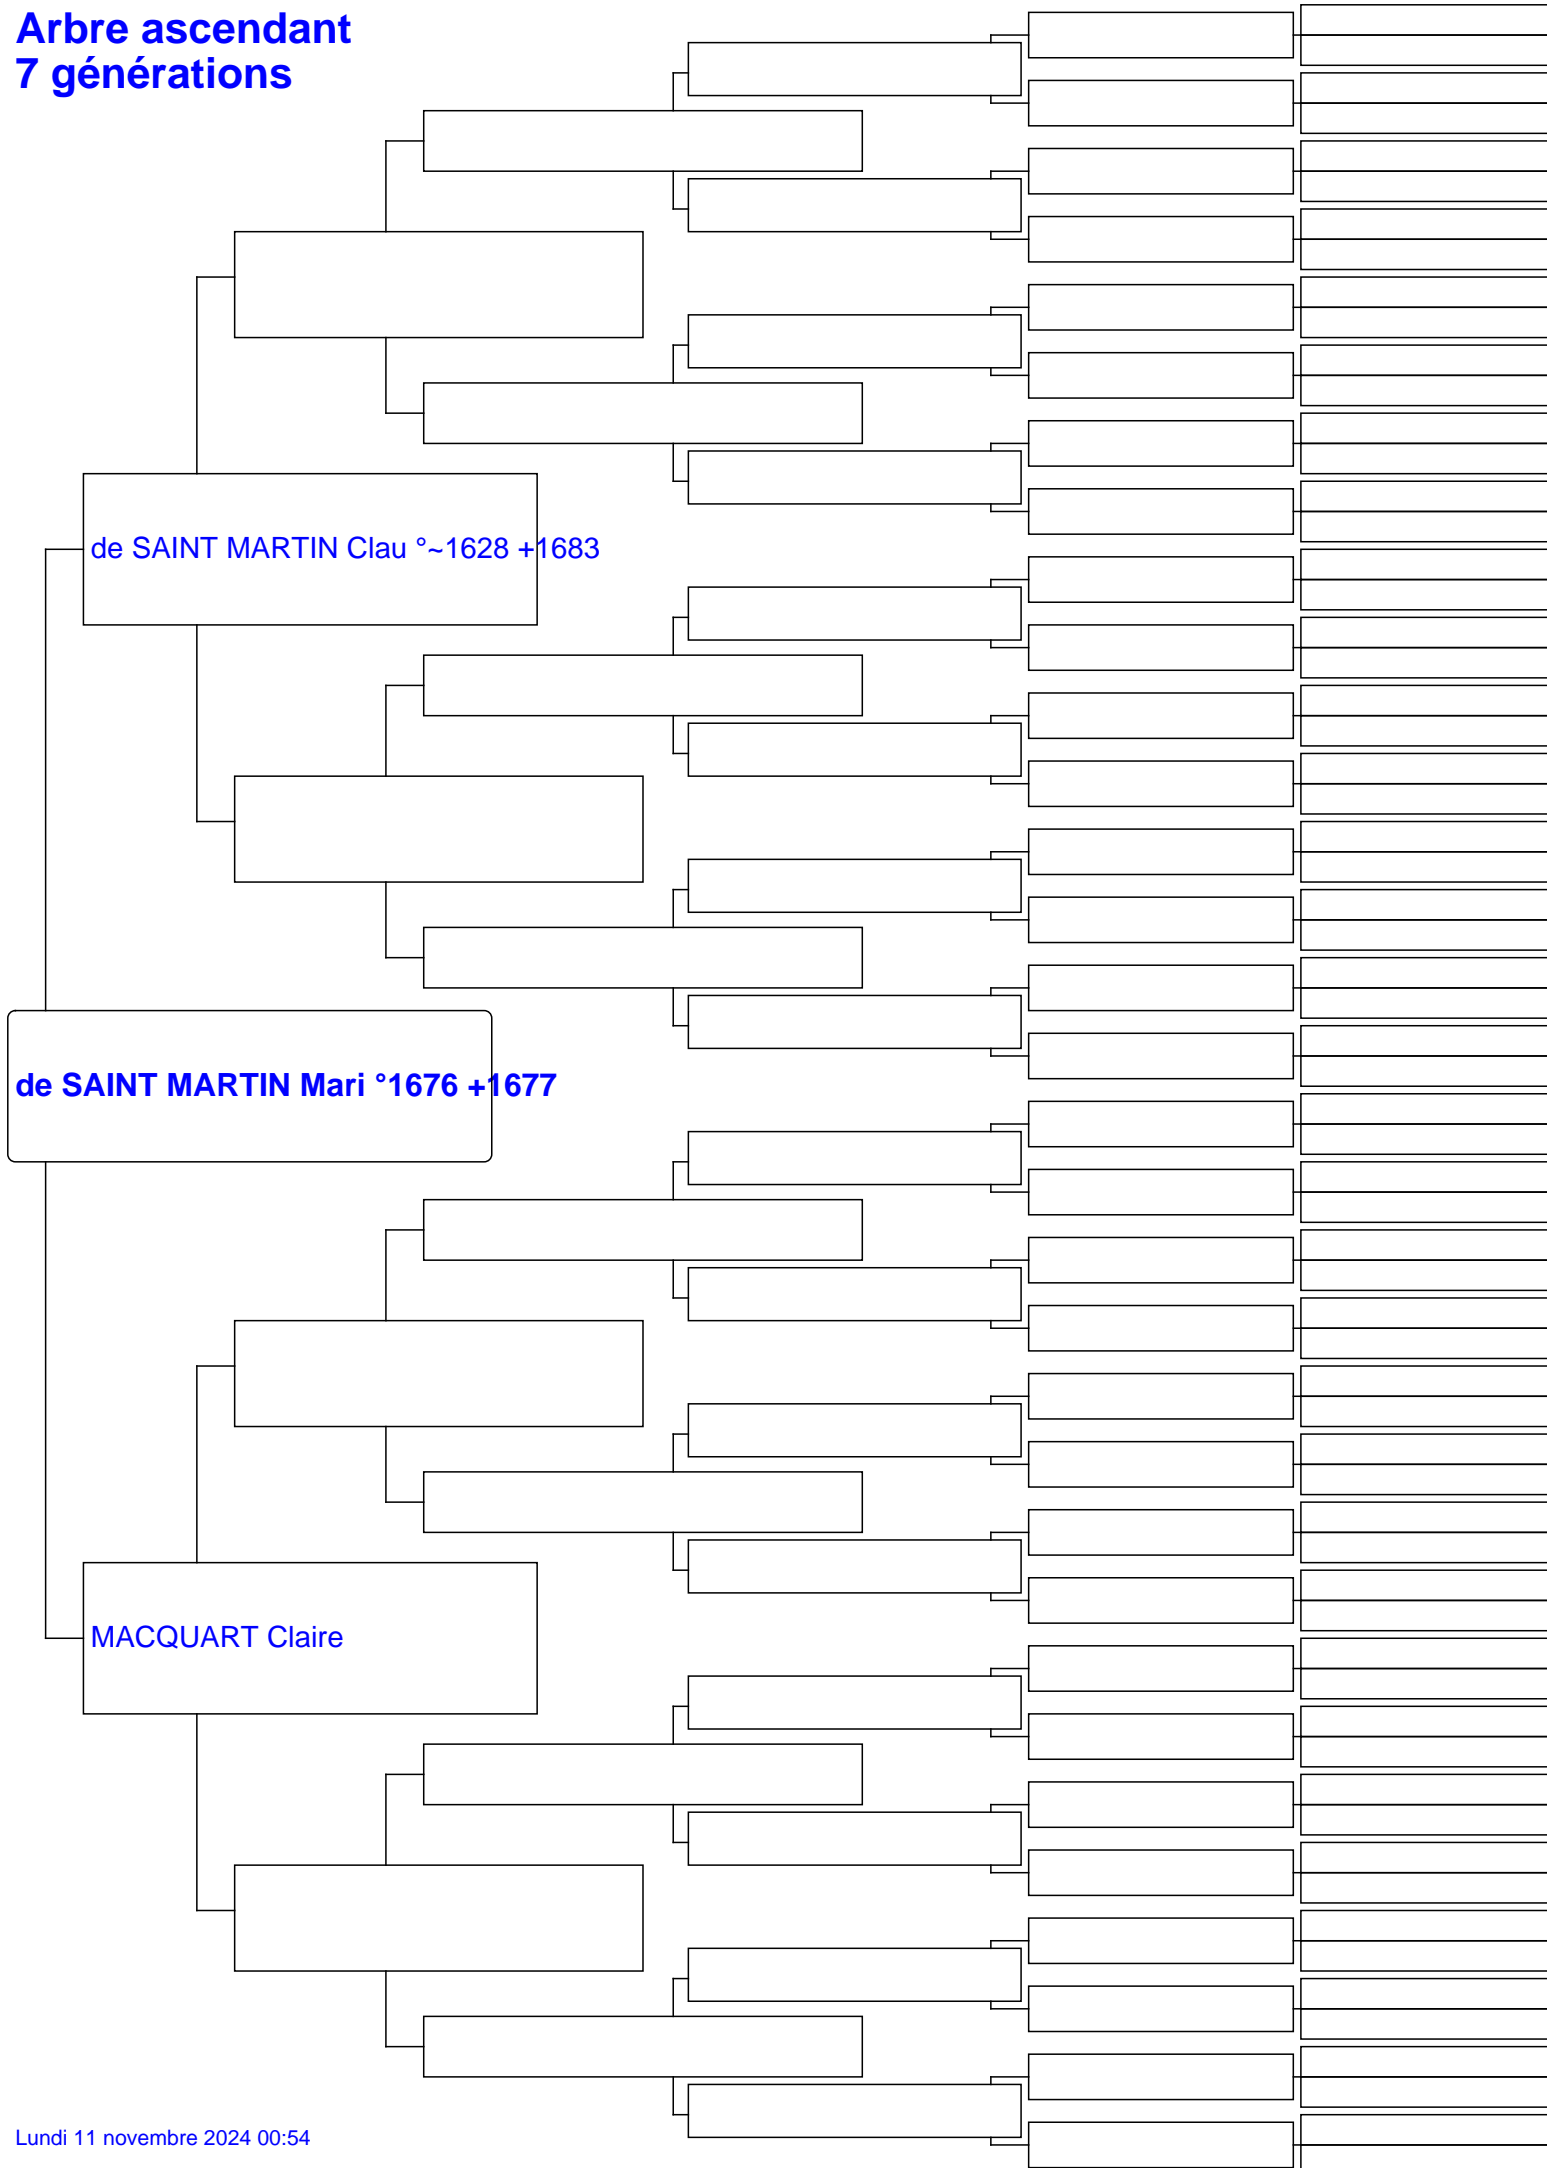 Arbre ascendant
7 générations
de SAINT MARTIN Clau °~1628 +1683
de SAINT MARTIN Mari °1676 +1677
MACQUART Claire
Lundi 11 novembre 2024 00:54